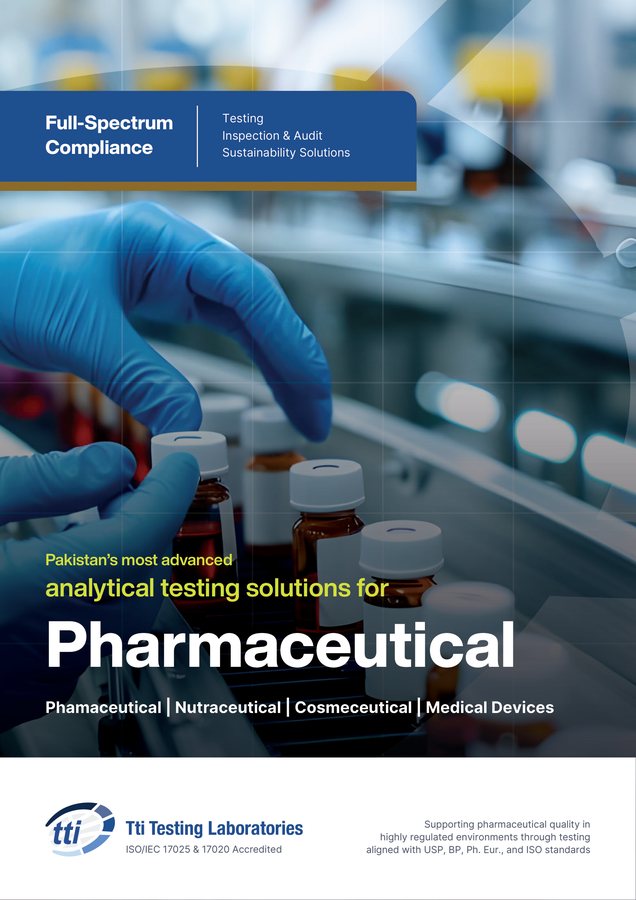 Full-Spectrum
Compliance
Testing
Inspection & Audit
Sustainability Solutions
Pakistan's most advanced
analytical testing solutions for
Pharmaceutical
Phamaceutical | Nutraceutical | Cosmeceutical | Medical Devices
tti
Tti Testing Laboratories
ISO/IEC 17025 & 17020 Accredited
Supporting pharmaceutical quality in
highly regulated environments through testing
aligned with USP, BP, Ph. Eur., and ISO standards